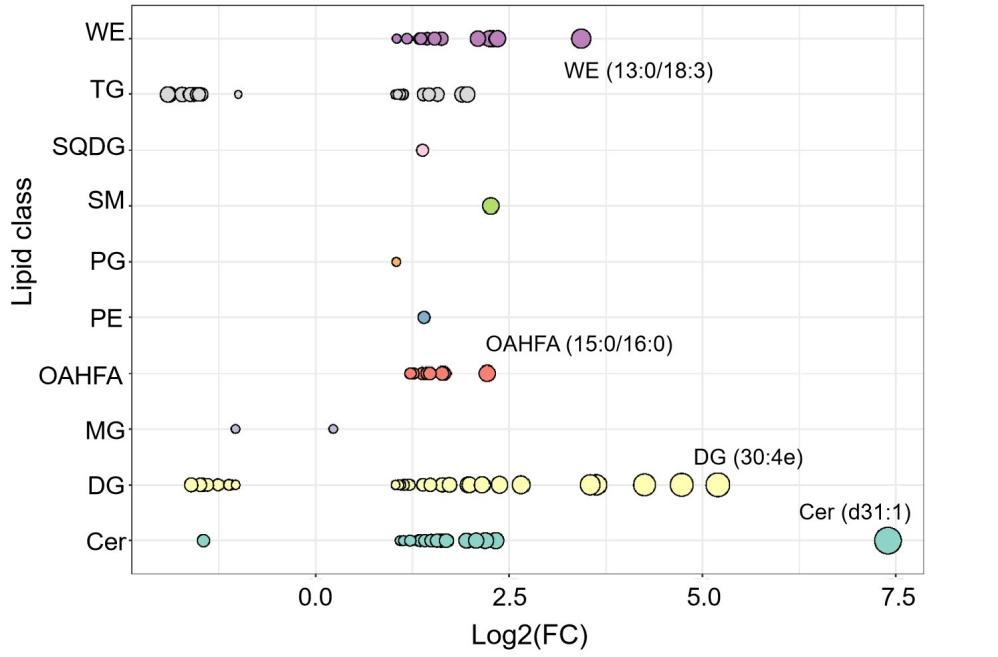 WE
WE (13:0/18:3)
TG
SQDG
SM
PG
PE
OAHFA (15:0/16:0)
OAHFA
MG
DG (30:4e)
DG
Cer (d31:1)
Cer
Lipid class
0.0 2.5 5.0 7.5
Log2(FC)